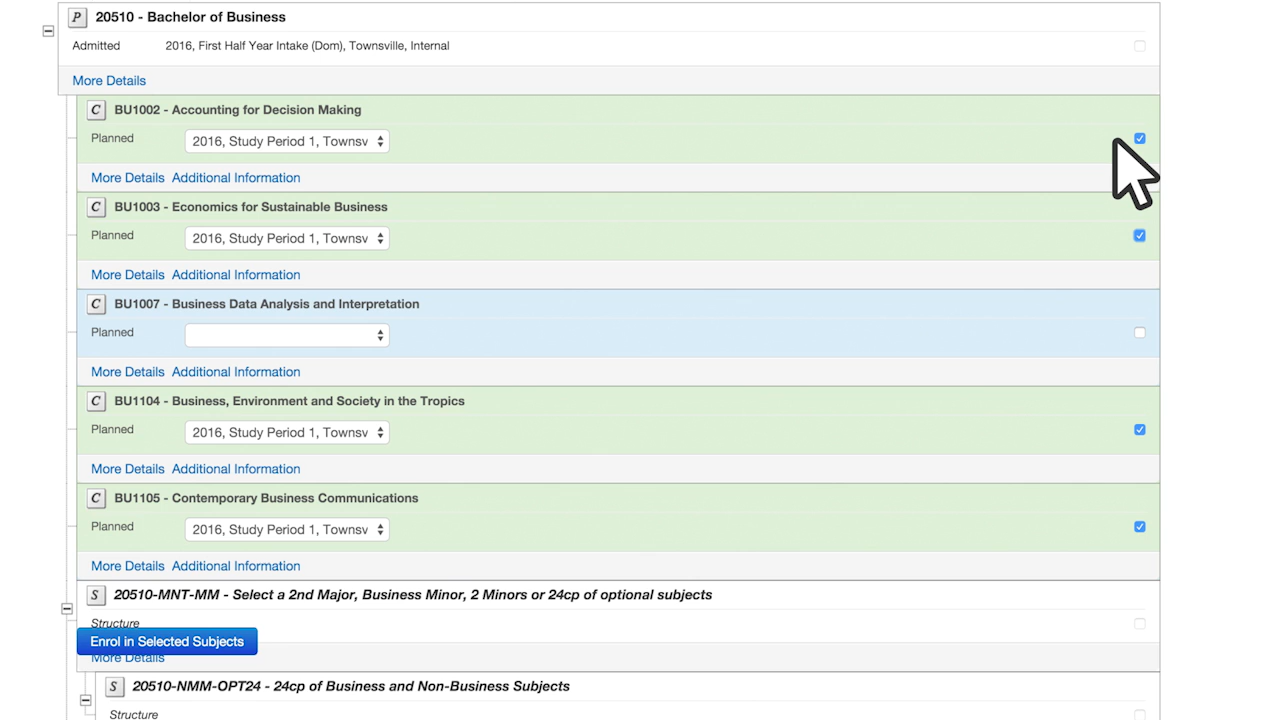 P 20510 - Bachelor of Business
Admitted 2016, First Half Year Intake (Dom), Townsville, Internal
More Details
C BU1002 - Accounting for Decision Making
Planned 2016, Study Period 1, Townsv
More Details Additional Information
C BU1003 - Economics for Sustainable Business
Planned 2016, Study Period 1, Townsv
More Details Additional Information
C BU1007 - Business Data Analysis and Interpretation
Planned
More Details Additional Information
C BU1104 - Business, Environment and Society in the Tropics
Planned 2016, Study Period 1, Townsv
More Details Additional Information
C BU1105 - Contemporary Business Communications
Planned 2016, Study Period 1, Townsv
More Details Additional Information
S 20510-MNT-MM - Select a 2nd Major, Business Minor, 2 Minors or 24cp of optional subjects
Structure
Enrol in Selected Subjects
More Details
S 20510-NMM-OPT24 - 24cp of Business and Non-Business Subjects
Structure